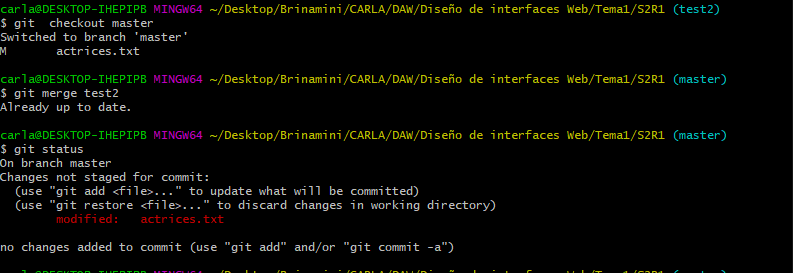 carla@DESKTOP-IHEPIPB MINGW64 ~/Desktop/Brinamini/CARLA/DAW/Diseño de interfaces Web/Tema1/S2R1 (test2)
$ git  checkout master
Switched to branch 'master'
M       actrices.txt
carla@DESKTOP-IHEPIPB MINGW64 ~/Desktop/Brinamini/CARLA/DAW/Diseño de interfaces Web/Tema1/S2R1 (master)
$ git merge test2
Already up to date.
carla@DESKTOP-IHEPIPB MINGW64 ~/Desktop/Brinamini/CARLA/DAW/Diseño de interfaces Web/Tema1/S2R1 (master)
$ git status
On branch master
Changes not staged for commit:
  (use "git add <file>..." to update what will be committed)
  (use "git restore <file>..." to discard changes in working directory)
        modified:   actrices.txt
no changes added to commit (use "git add" and/or "git commit -a")